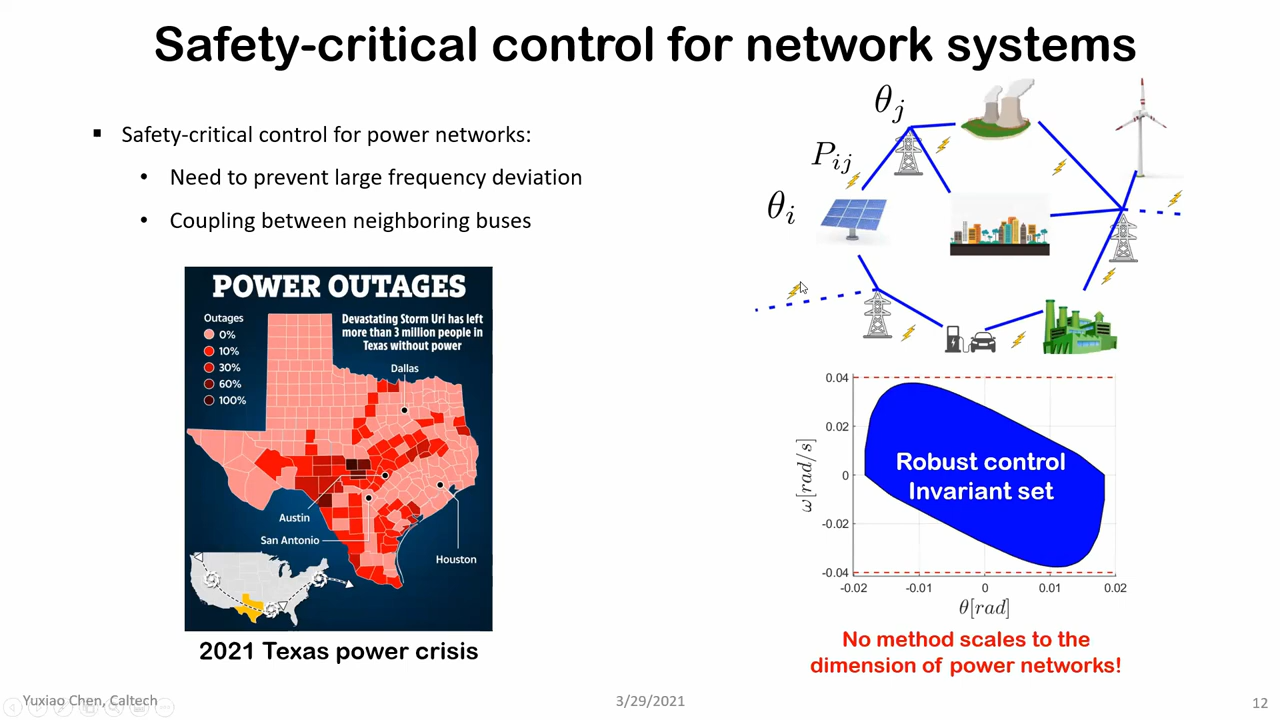 Safety-critical control for network systems
▪ Safety-critical control for power networks:
• Need to prevent large frequency deviation
• Coupling between neighboring buses
θj
Pij
θi
POWER OUTAGES
Outages
0%
10%
30%
60%
100%
Devastating Storm Uri has left
more than 3 million people in
Texas without power
Dallas
Austin
San Antonio
Houston
2021 Texas power crisis
0.04
0.02
0
-0.02
-0.04
ω[rad/s]
Robust control
Invariant set
-0.02 -0.01 0 0.01 0.02
θ[rad]
No method scales to the
dimension of power networks!
Yuxiao Chen, Caltech 3/29/2021 12